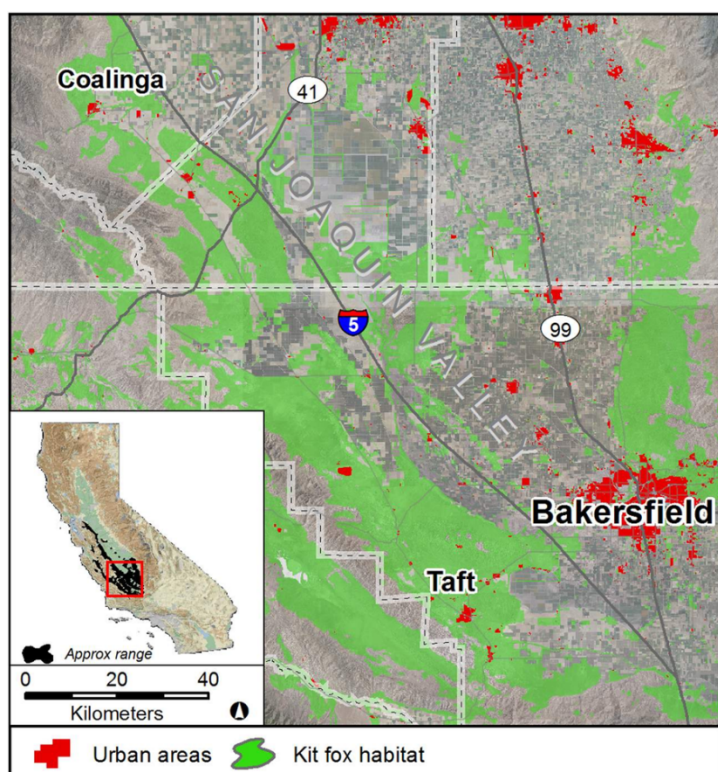 Coalinga
41
SAN JOAQUIN VALLEY
5
99
Bakersfield
Taft
Approx range
0 20 40
Kilometers
Urban areas
Kit fox habitat